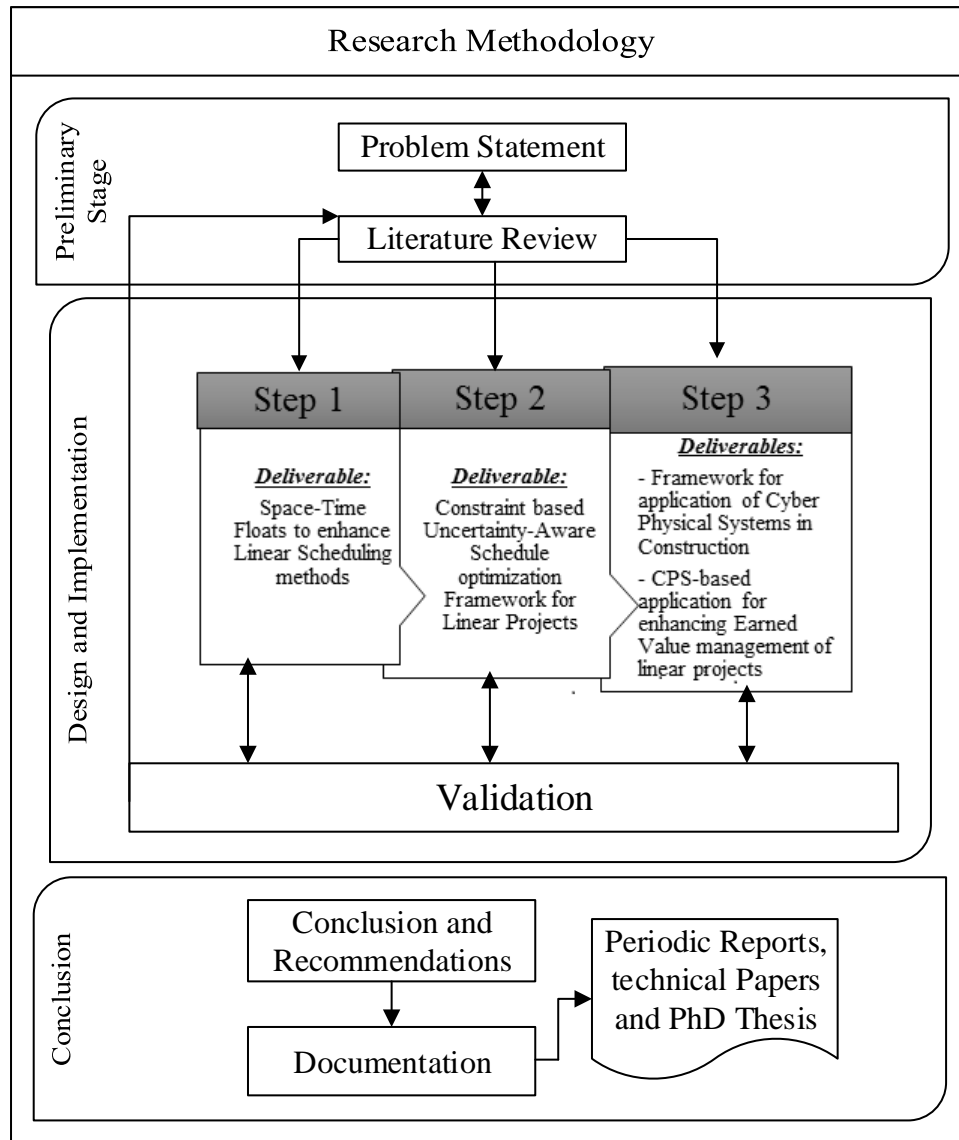 Research Methodology
Preliminary
Stage
Problem Statement
Literature Review
Design and Implementation
Step 1
Deliverable:
Space-Time
Floats to enhance
Linear Scheduling
methods
Step 2
Deliverable:
Constraint based
Uncertainty-Aware
Schedule
optimization
Framework for
Linear Projects
Step 3
Deliverables:
- Framework for
application of Cyber
Physical Systems in
Construction
- CPS-based
application for
enhancing Earned
Value management of
linear projects
Validation
Conclusion
Conclusion and
Recommendations
Documentation
Periodic Reports,
technical Papers
and PhD Thesis